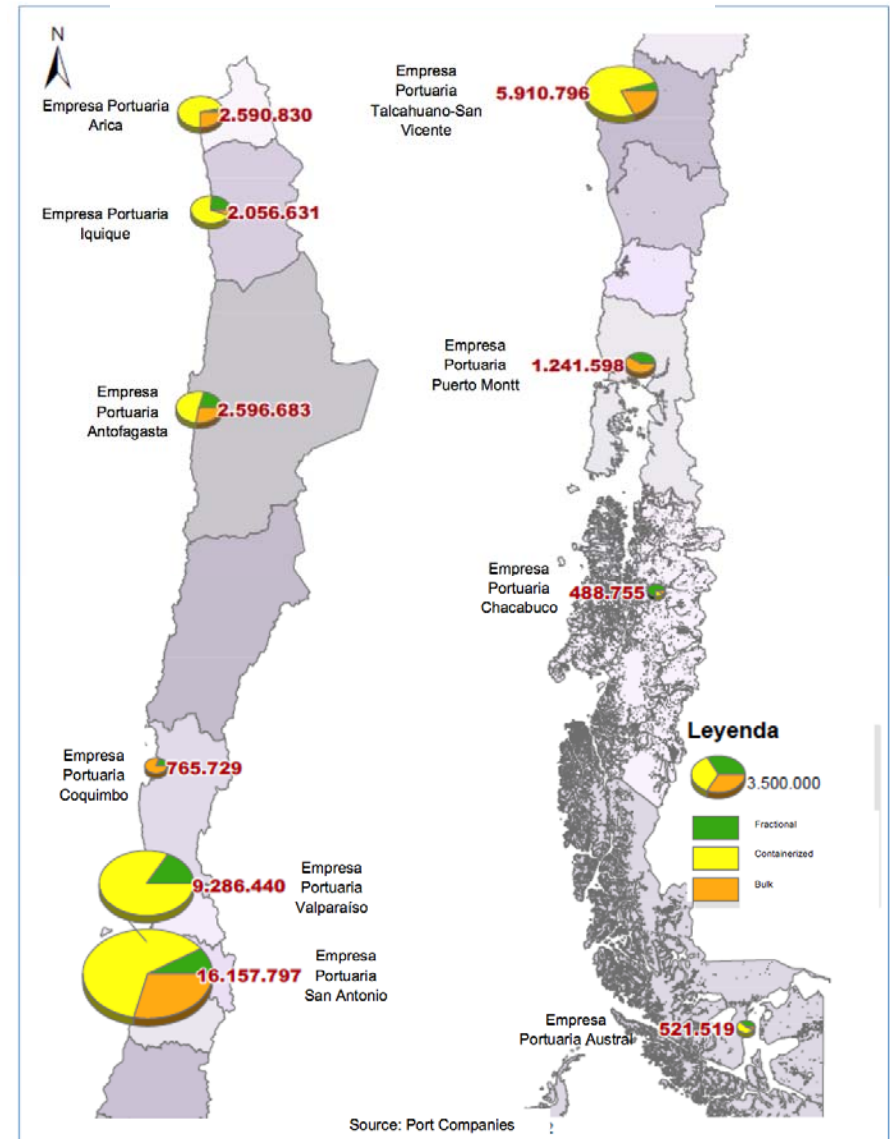 N
Empresa Portuaria
Arica
2.590.830
Empresa Portuaria
Iquique
2.056.631
Empresa
Portuaria
Antofagasta
2.596.683
Empresa
Portuaria
Coquimbo
765.729
Empresa
Portuaria
Valparaíso
9.286.440
Empresa
Portuaria
San Antonio
16.157.797
Empresa
Portuaria
Talcahuano-San
Vicente
5.910.796
Empresa
Portuaria
Puerto Montt
1.241.598
Empresa
Portuaria
Chacabuco
488.755
Leyenda
3.500.000
Fractional
Containerized
Bulk
Empresa
Portuaria Austral
521.519
Source: Port Companies